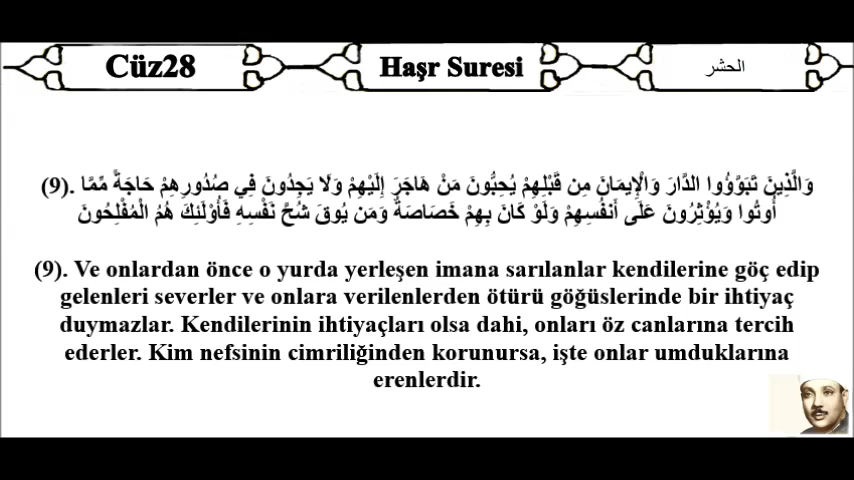 Cüz28
Haşr Suresi
الحشر
(9). وَالَّذِينَ تَبَوَّؤُوا الدَّارَ وَالْإِيمَانَ مِن قَبْلِهِمْ يُحِبُّونَ مَنْ هَاجَرَ إِلَيْهِمْ وَلَا يَجِدُونَ فِي صُدُورِهِمْ حَاجَةً مِّمَّا
أُوتُوا وَيُؤْثِرُونَ عَلَى أَنفُسِهِمْ وَلَوْ كَانَ بِهِمْ خَصَاصَةٌ وَمَن يُوقَ شُحَّ نَفْسِهِ فَأُوْلَئِكَ هُمُ الْمُفْلِحُونَ
(9). Ve onlardan önce o yurda yerleşen imana sarılanlar kendilerine göç edip
gelenleri severler ve onlara verilenlerden ötürü göğüslerinde bir ihtiyaç
duymazlar. Kendilerinin ihtiyaçları olsa dahi, onları öz canlarına tercih
ederler. Kim nefsinin cimriliğinden korunursa, işte onlar umduklarına
erenlerdir.